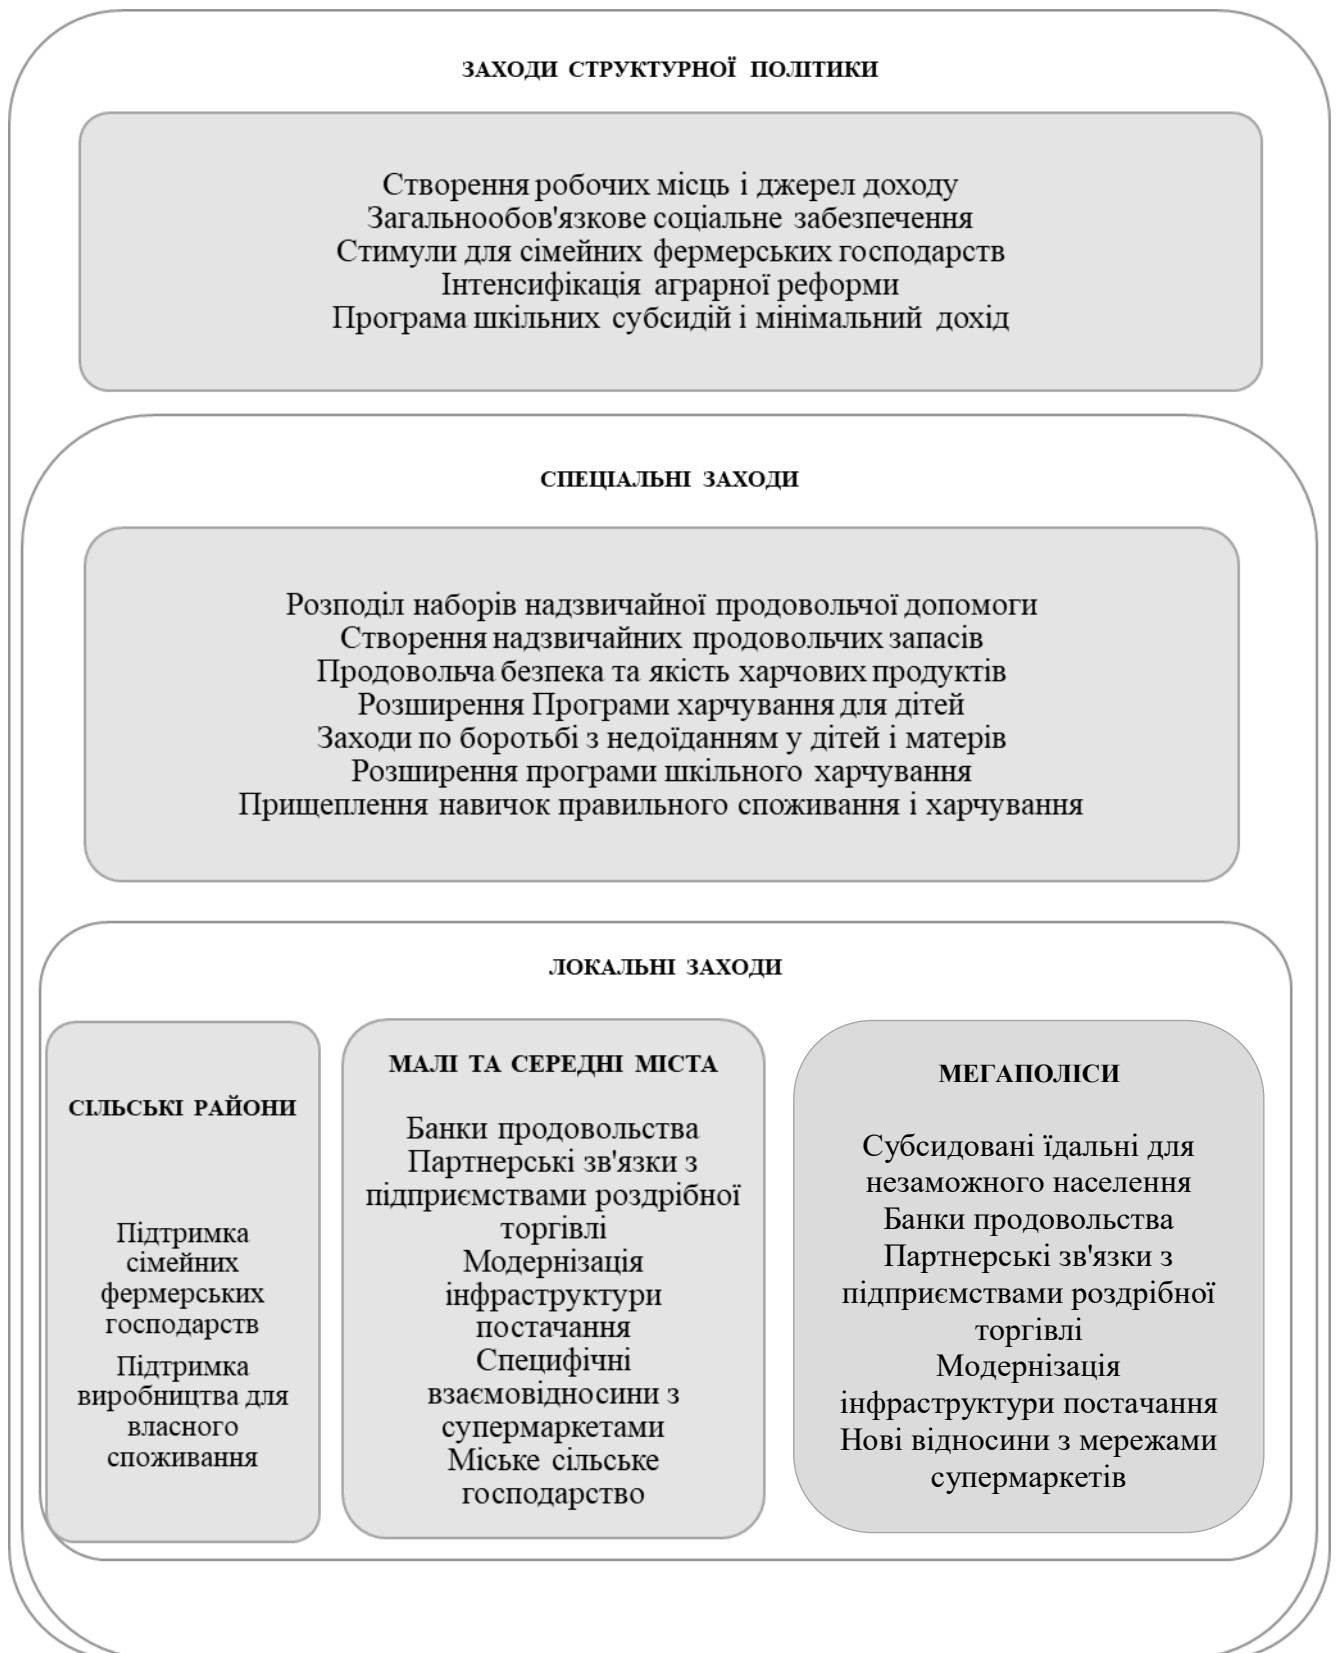 ЗАХОДИ СТРУКТУРНОЇ ПОЛІТИКИ
Створення робочих місць і джерел доходу
Загальнообов'язкове соціальне забезпечення
Стимули для сімейних фермерських господарств
Інтенсифікація аграрної реформи
Програма шкільних субсидій і мінімальний дохід
СПЕЦІАЛЬНІ ЗАХОДИ
Розподіл наборів надзвичайної продовольчої допомоги
Створення надзвичайних продовольчих запасів
Продовольча безпека та якість харчових продуктів
Розширення Програми харчування для дітей
Заходи по боротьбі з недоїданням у дітей і матерів
Розширення програми шкільного харчування
Прищеплення навичок правильного споживання і харчування
ЛОКАЛЬНІ ЗАХОДИ
СІЛЬСЬКІ РАЙОНИ
Підтримка
сімейних
фермерських
господарств
Підтримка
виробництва для
власного
споживання
МАЛІ ТА СЕРЕДНІ МІСТА
Банки продовольства
Партнерські зв'язки з
підприємствами роздрібної
торгівлі
Модернізація
інфраструктури
постачання
Специфічні
взаємовідносини з
супермаркетами
Міське сільське
господарство
МЕГАПОЛІСИ
Субсидовані їдальні для
незаможного населення
Банки продовольства
Партнерські зв'язки з
підприємствами роздрібної
торгівлі
Модернізація
інфраструктури постачання
Нові відносини з мережами
супермаркетів